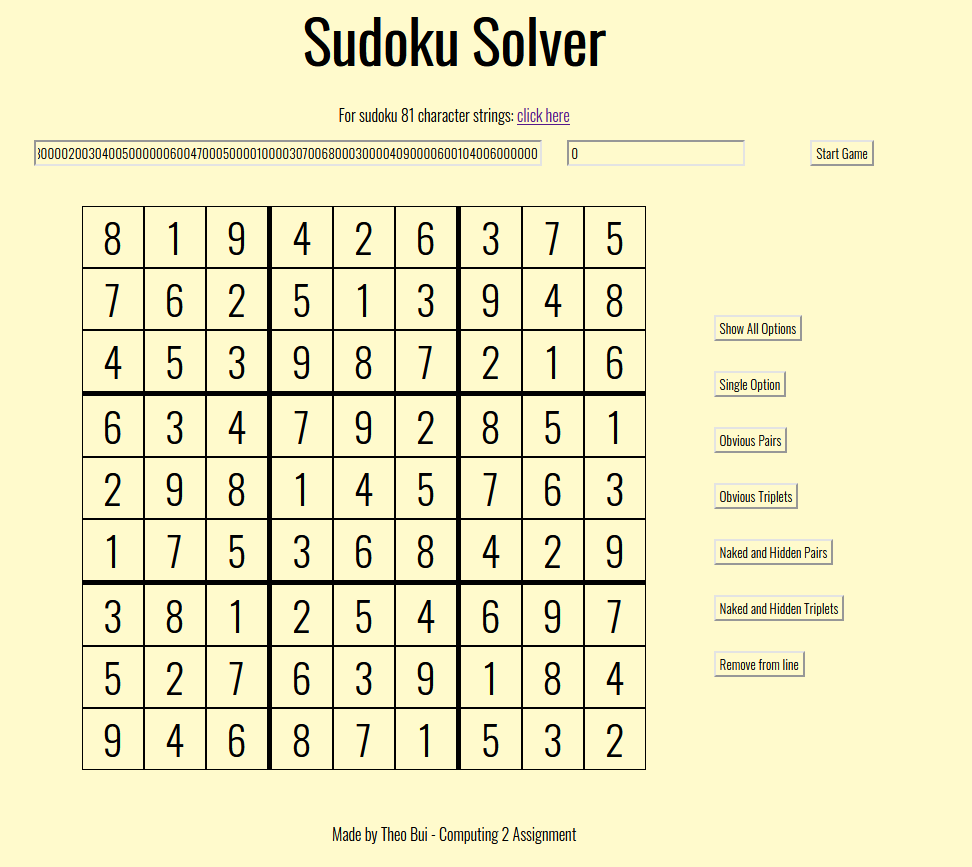 Sudoku Solver
For sudoku 81 character strings: click here
3000020030400500000060047000500001000030700680003000040900006001​04006000000 0 Start Game
8 1 9 4 2 6 3 7 5
7 6 2 5 1 3 9 4 8
Show All Options
4 5 3 9 8 7 2 1 6
Single Option
6 3 4 7 9 2 8 5 1
Obvious Pairs
2 9 8 1 4 5 7 6 3
Obvious Triplets
1 7 5 3 6 8 4 2 9
Naked and Hidden Pairs
3 8 1 2 5 4 6 9 7
Naked and Hidden Triplets
5 2 7 6 3 9 1 8 4
Remove from line
9 4 6 8 7 1 5 3 2
Made by Theo Bui - Computing 2 Assignment